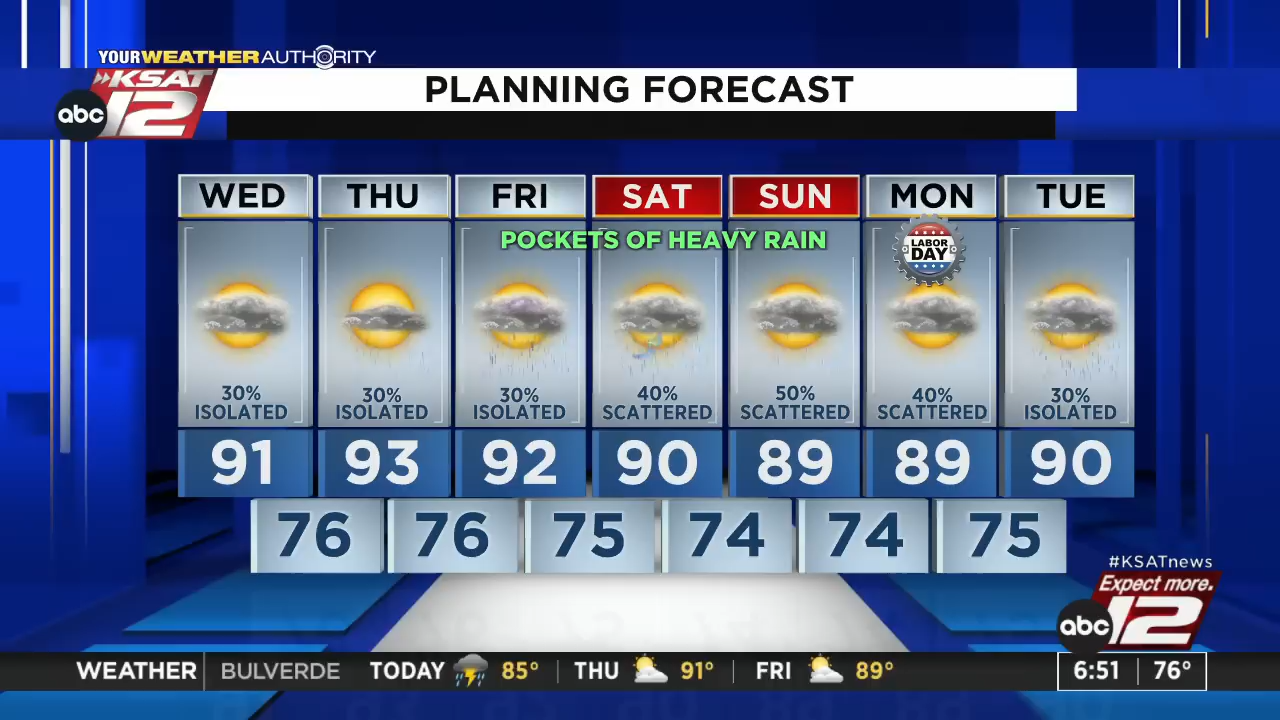 YOUR WEATHER AUTHORITY
KSAT
abc 12
PLANNING FORECAST
WED THU FRI SAT SUN MON TUE
POCKETS OF HEAVY RAIN
LABOR
DAY
30% 30% 30% 40% 50% 40% 30%
ISOLATED ISOLATED ISOLATED SCATTERED SCATTERED SCATTERED ISOLATED
91 93 92 90 89 89 90
76 76 75 74 74 75
#KSATnews
Expect more.
abc 12
WEATHER BULVERDE TODAY 85° THU 91° FRI 89° 6:51 76°